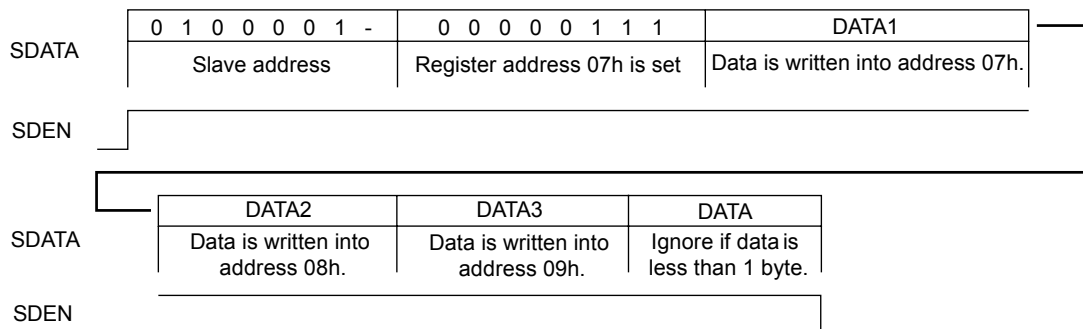 0 1 0 0 0 0 1 - 0 0 0 0 0 1 1 1 DATA1
SDATA
Slave address Register address 07h is set Data is written into address 07h.
SDEN
DATA2 DATA3 DATA
SDATA
Data is written into Data is written into Ignore if data is
address 08h. address 09h. less than 1 byte.
SDEN